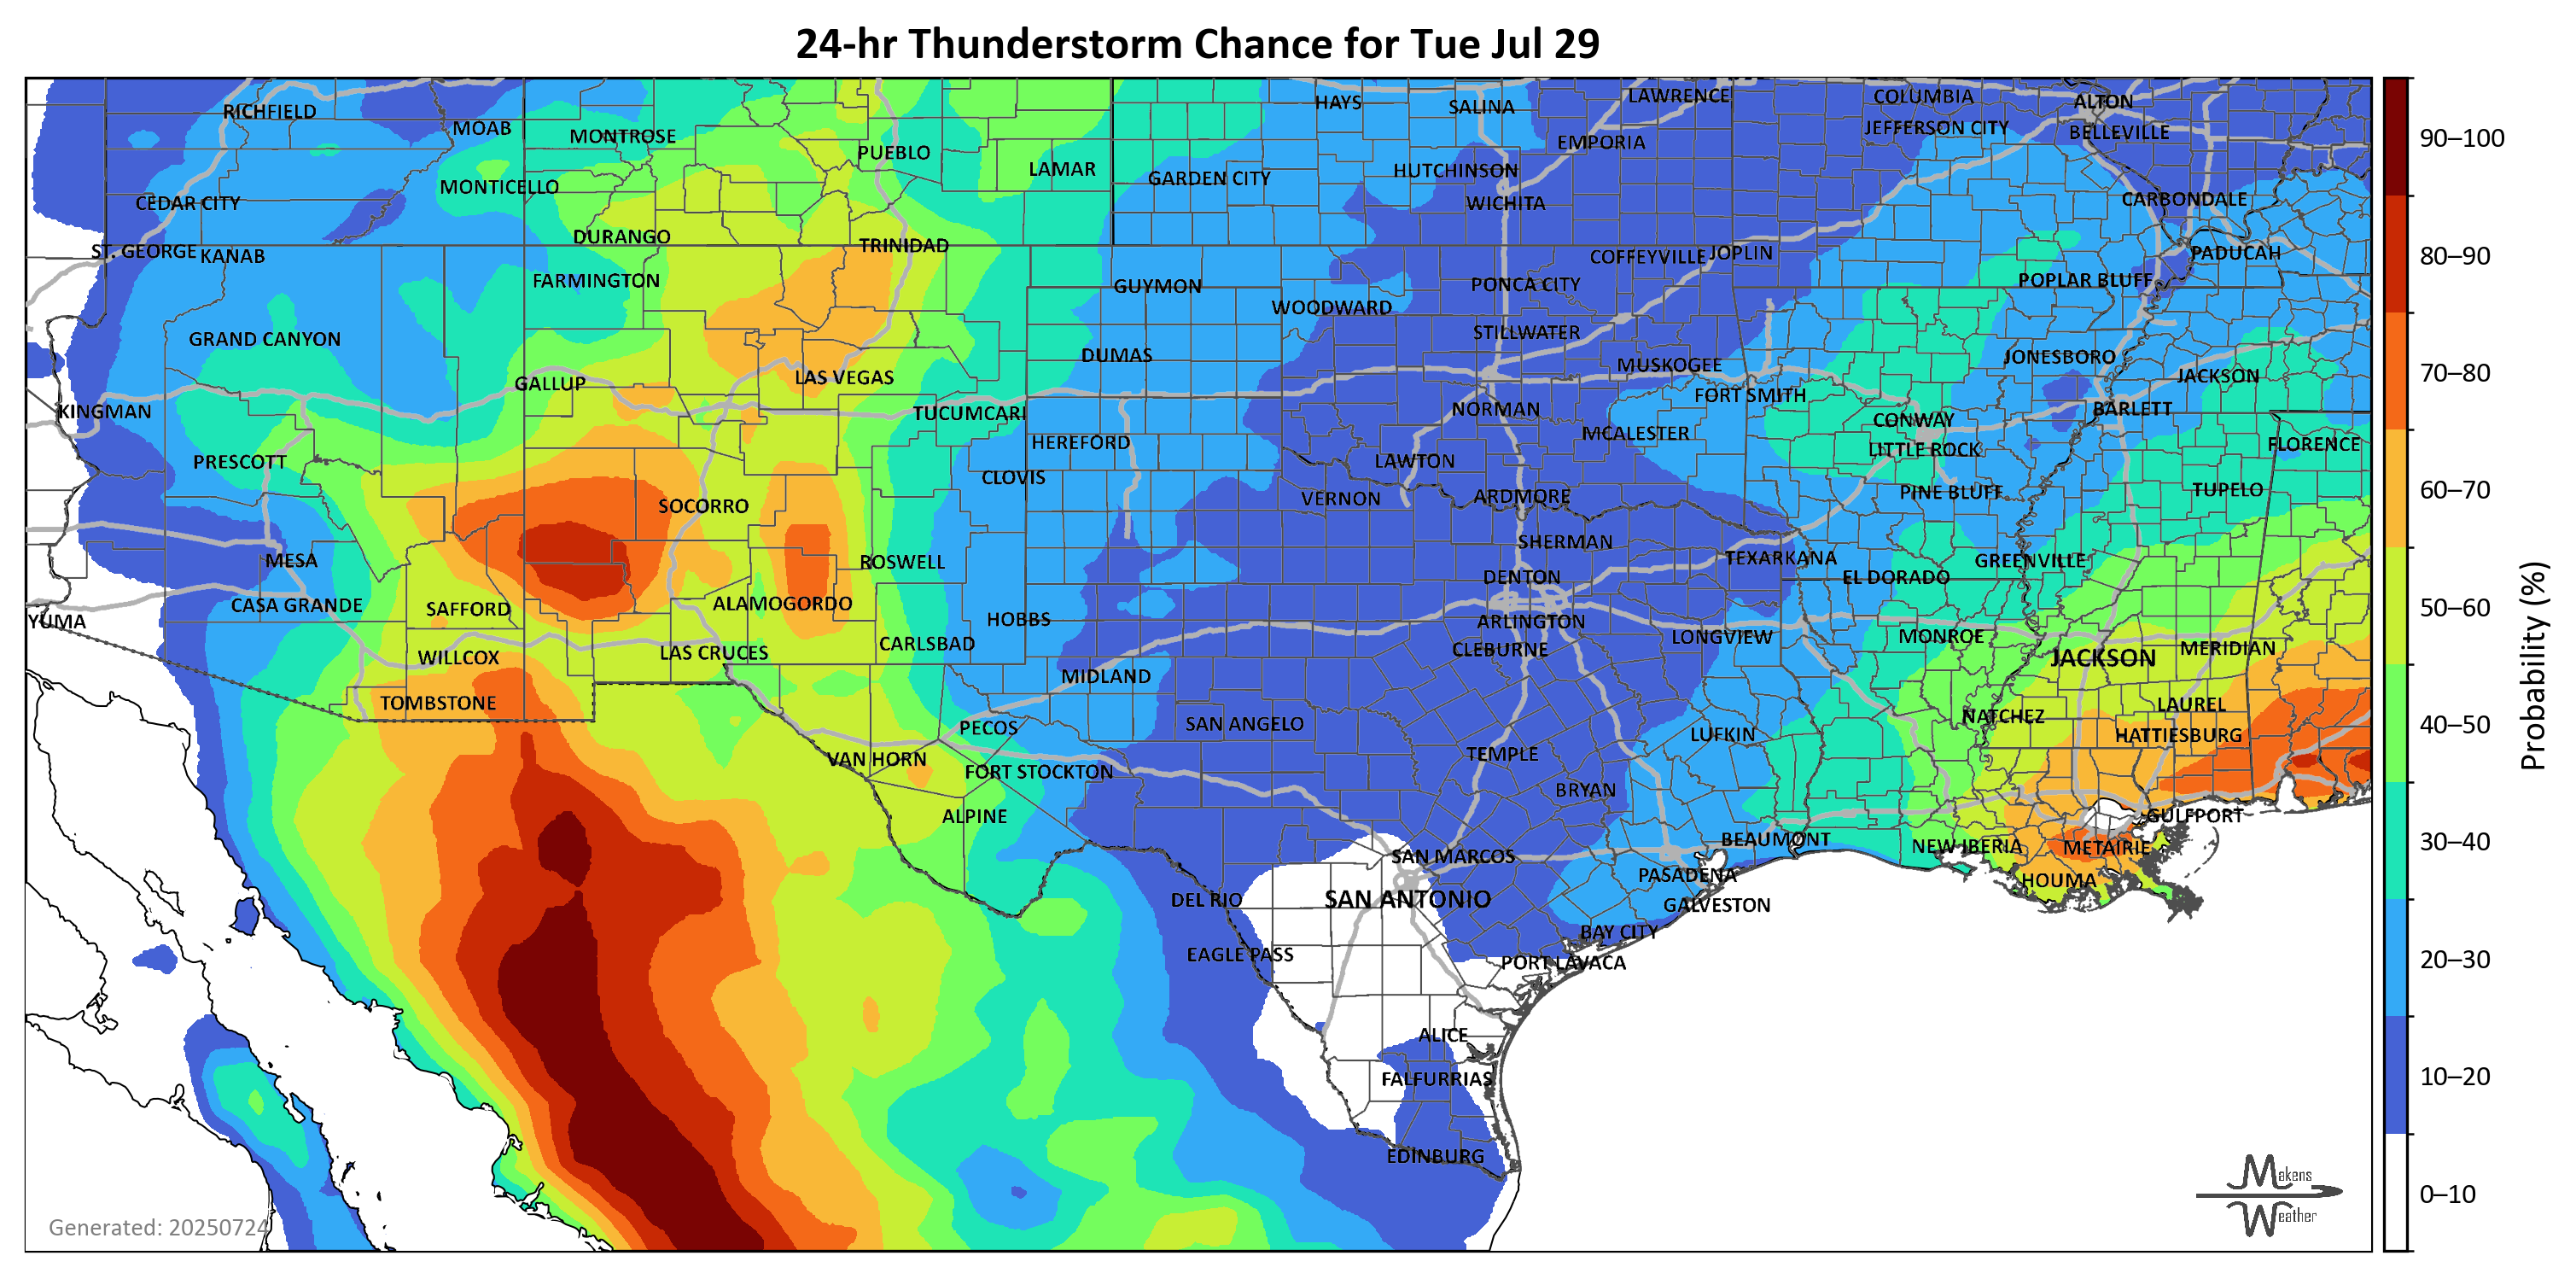 24-hr Thunderstorm Chance for Tue Jul 29
RICHFIELD
MOAB
MONTROSE
PUEBLO
LAMAR
HAYS
SALINA
LAWRENCE
COLUMBIA
ALTON
EMPORIA
JEFFERSON CITY
BELLEVILLE
MONTICELLO
GARDEN CITY
HUTCHINSON
CEDAR CITY
WICHITA
CARBONDALE
DURANGO
TRINIDAD
ST. GEORGE
KANAB
COFFEYVILLE
JOPLIN
PADUCAH
FARMINGTON
GUYMON
PONCA CITY
POPLAR BLUFF
WOODWARD
GRAND CANYON
STILLWATER
DUMAS
MUSKOGEE
JONESBORO
GALLUP
LAS VEGAS
JACKSON
KINGMAN
TUCUMCARI
NORMAN
FORT SMITH
CONWAY
BARLETT
PRESCOTT
HEREFORD
MCALESTER
LITTLE ROCK
FLORENCE
CLOVIS
LAWTON
SOCORRO
VERNON
ARDMORE
PINE BLUFF
TUPELO
MESA
ROSWELL
SHERMAN
TEXARKANA
GREENVILLE
CASA GRANDE
SAFFORD
ALAMOGORDO
DENTON
EL DORADO
YUMA
HOBBS
ARLINGTON
LONGVIEW
MONROE
WILLCOX
LAS CRUCES
CARLSBAD
CLEBURNE
JACKSON
MERIDIAN
TOMBSTONE
MIDLAND
PECOS
SAN ANGELO
LUFKIN
NATCHEZ
LAUREL
VAN HORN
FORT STOCKTON
TEMPLE
HATTIESBURG
ALPINE
BRYAN
GULFPORT
SAN MARCOS
BEAUMONT
NEW IBERIA
METAIRIE
DEL RIO
SAN ANTONIO
PASADENA
HOUMA
GALVESTON
EAGLE PASS
BAY CITY
PORT LAVACA
ALICE
FALFURRIAS
EDINBURG
Generated: 20250724
Makens
Weather
90–100
80–90
70–80
60–70
50–60
40–50
30–40
20–30
10–20
0–10
Probability (%)